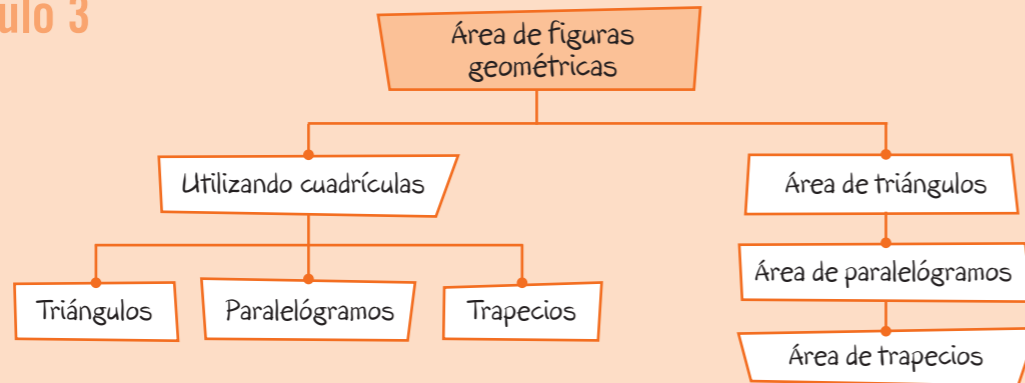 ulo 3
Área de figuras
geométricas
Utilizando cuadrículas
Área de triángulos
Triángulos
Paralelógramos
Trapecios
Área de paralelógramos
Área de trapecios